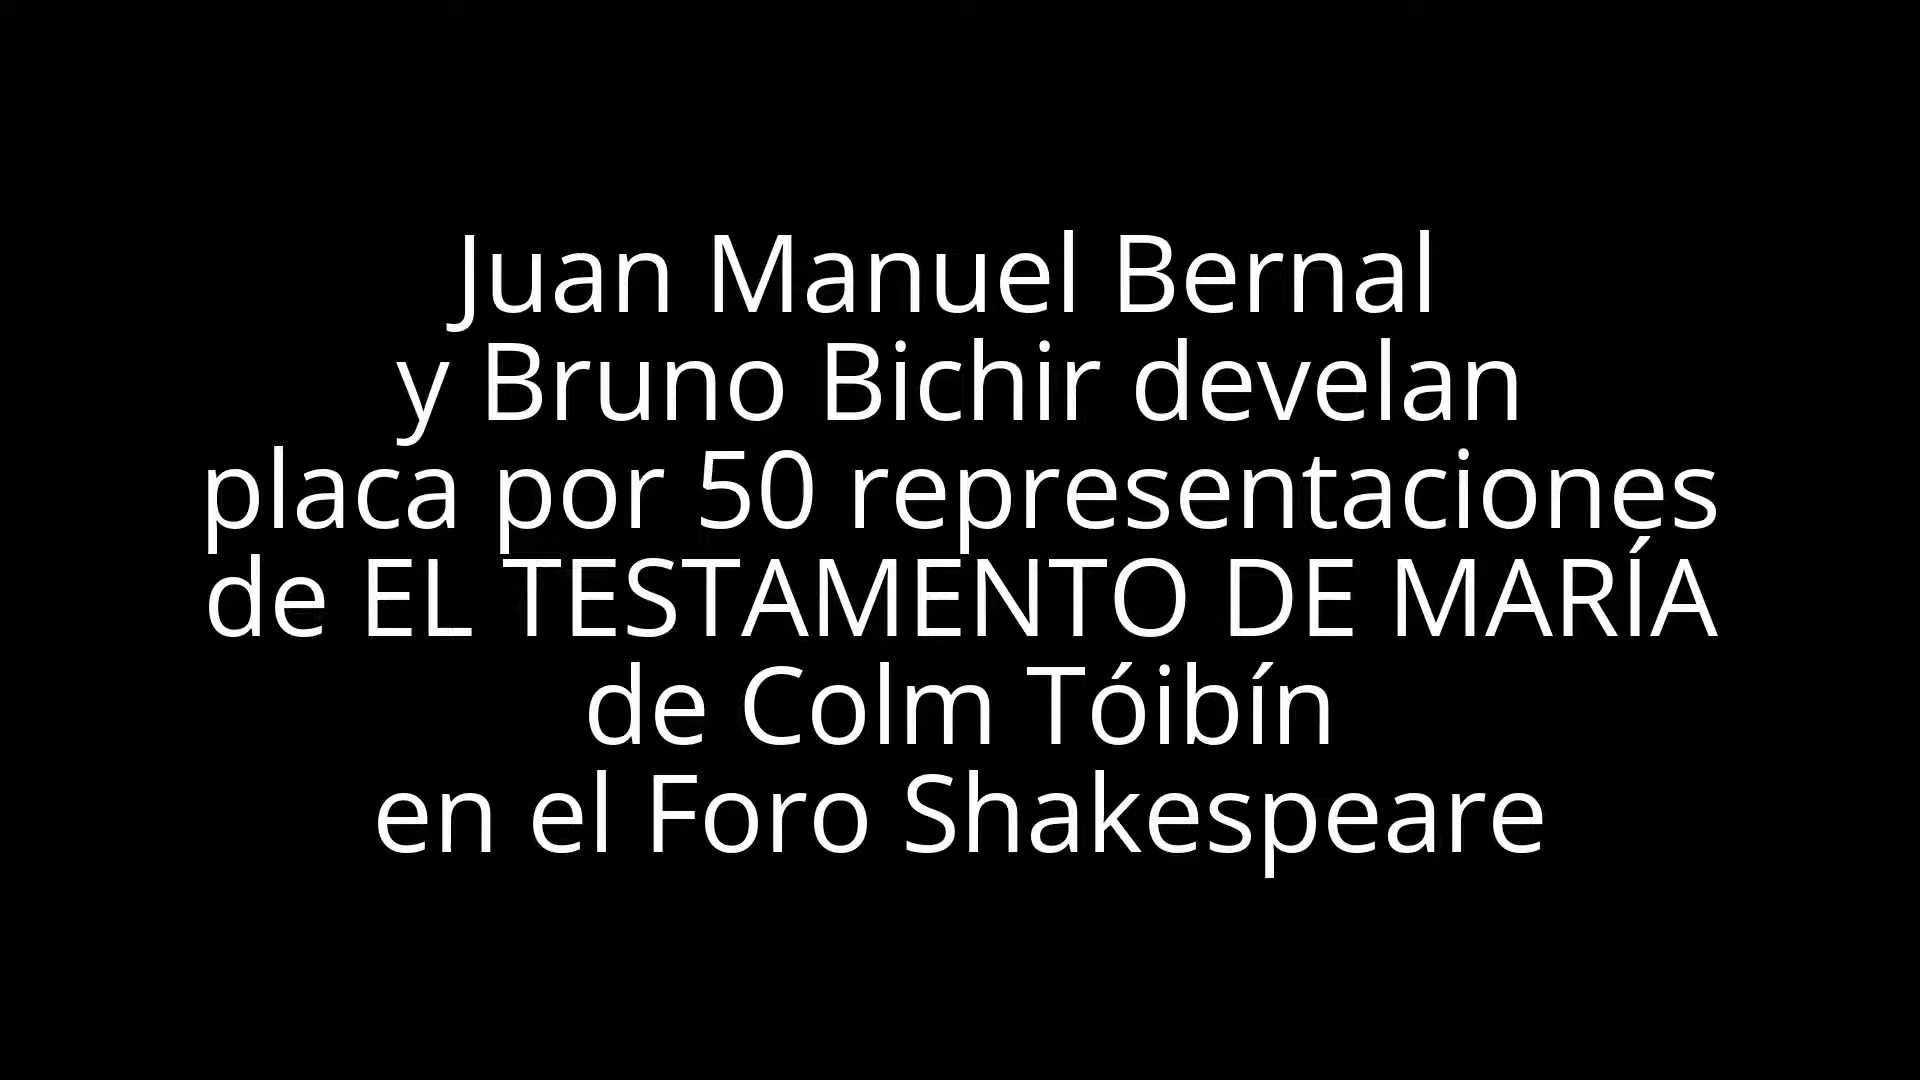 Juan Manuel Bernal
y Bruno Bichir develan
placa por 50 representaciones
de EL TESTAMENTO DE MARÍA
de Colm Tóibín
en el Foro Shakespeare